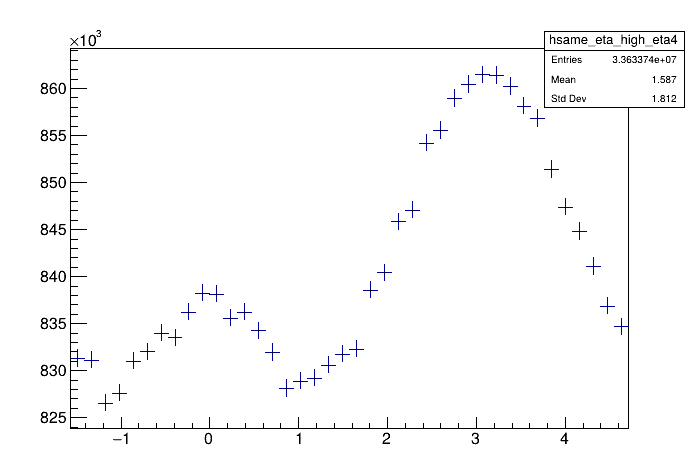 ×10³
hsame_eta_high_eta4
Entries 3.363374e+07
Mean 1.587
Std Dev 1.812
860
855
850
845
840
835
830
825
−1 0 1 2 3 4